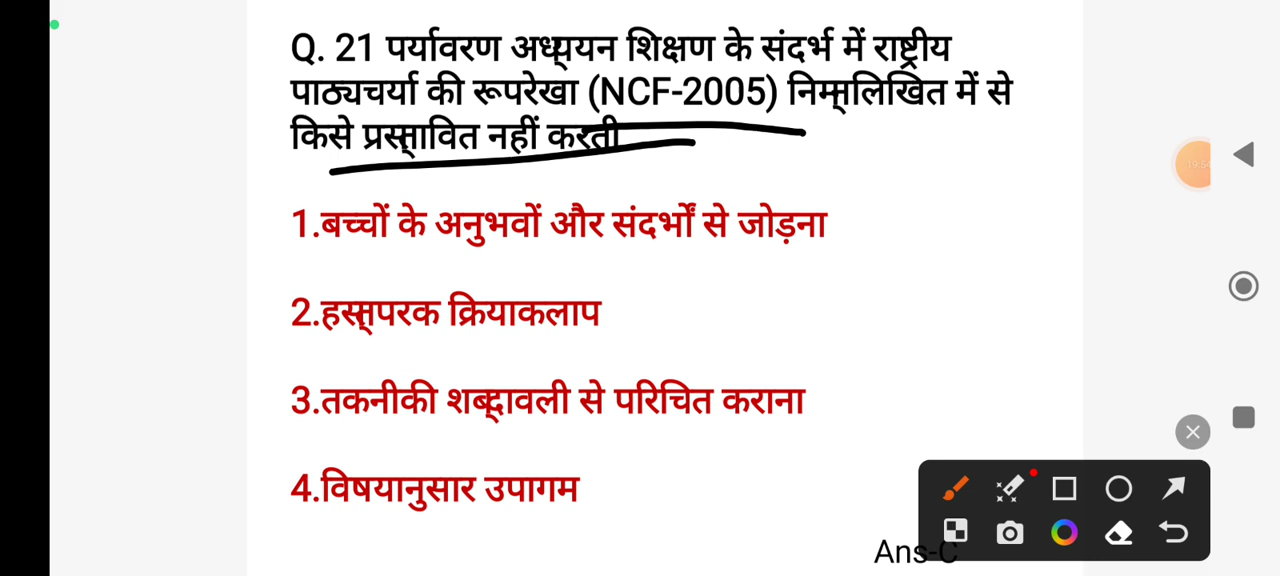 Q. 21 पर्यावरण अध्ययन शिक्षण के संदर्भ में राष्ट्रीय
पाठ्यचर्या की रूपरेखा (NCF-2005) निम्नलिखित में से
किसे प्रस्तावित नहीं करती
1.बच्चों के अनुभवों और संदर्भों से जोड़ना
2.हस्तपरक क्रियाकलाप
3.तकनीकी शब्दावली से परिचित कराना
4.विषयानुसार उपागम
Ans-C